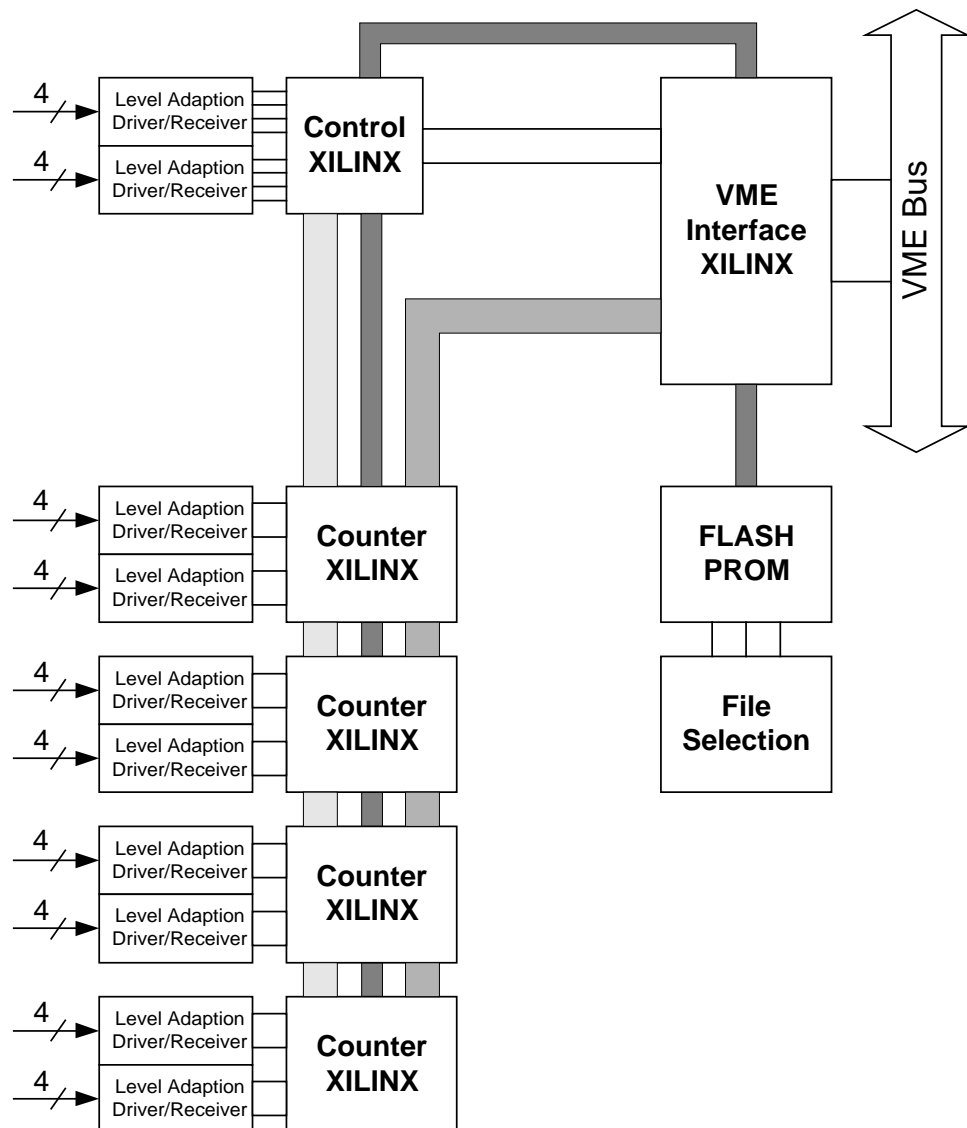 4
Level Adaption
Driver/Receiver
4
Level Adaption
Driver/Receiver
Control
XILINX
VME
Interface
XILINX
VME Bus
4
Level Adaption
Driver/Receiver
4
Level Adaption
Driver/Receiver
Counter
XILINX
FLASH
PROM
4
Level Adaption
Driver/Receiver
4
Level Adaption
Driver/Receiver
Counter
XILINX
File
Selection
4
Level Adaption
Driver/Receiver
4
Level Adaption
Driver/Receiver
Counter
XILINX
4
Level Adaption
Driver/Receiver
4
Level Adaption
Driver/Receiver
Counter
XILINX